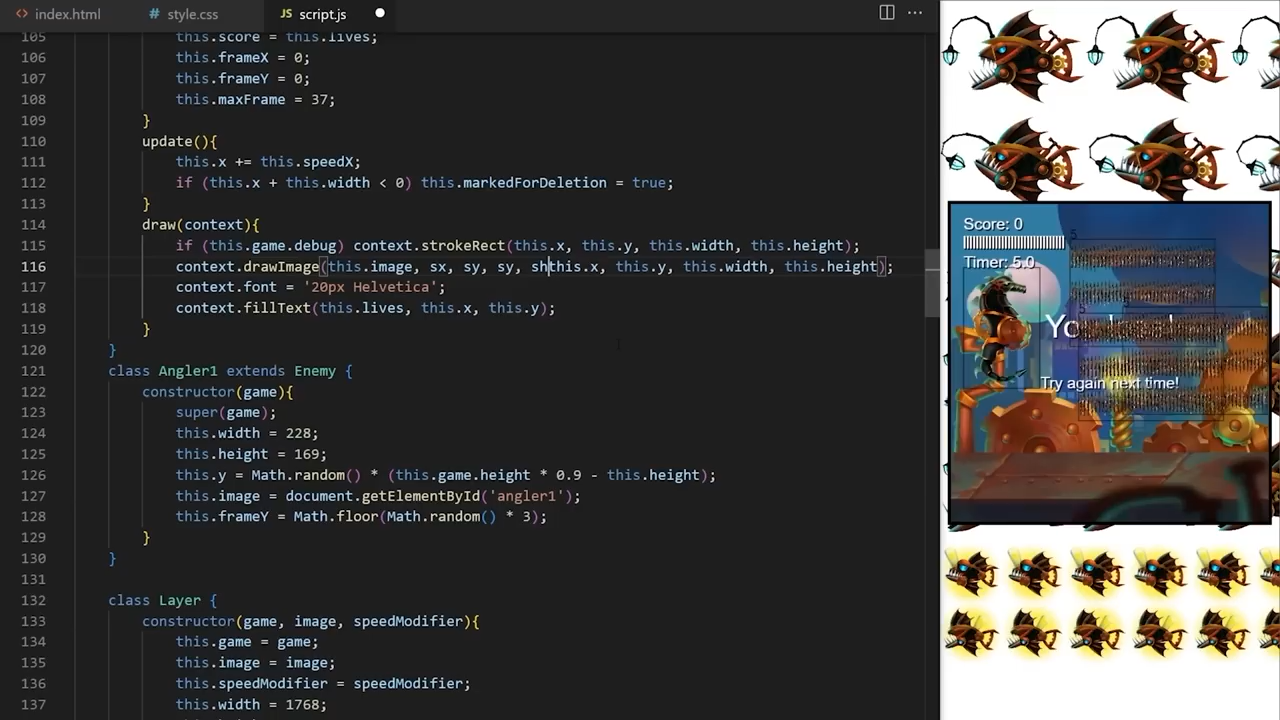 index.html
# style.css
JS script.js
105 this.score = this.lives;
106 this.frameX = 0;
107 this.frameY = 0;
108 this.maxFrame = 37;
109 }
110 update(){
111 this.x += this.speedX;
112 if (this.x + this.width < 0) this.markedForDeletion = true;
113 }
114 draw(context){
115 if (this.game.debug) context.strokeRect(this.x, this.y, this.width, this.height);
116 context.drawImage(this.image, sx, sy, sy, shthis.x, this.y, this.width, this.height);
117 context.font = '20px Helvetica';
118 context.fillText(this.lives, this.x, this.y);
119 }
120 }
121 class Angler1 extends Enemy {
122 constructor(game){
123 super(game);
124 this.width = 228;
125 this.height = 169;
126 this.y = Math.random() * (this.game.height * 0.9 - this.height);
127 this.image = document.getElementById('angler1');
128 this.frameY = Math.floor(Math.random() * 3);
129 }
130 }
131
132 class Layer {
133 constructor(game, image, speedModifier){
134 this.game = game;
135 this.image = image;
136 this.speedModifier = speedModifier;
137 this.width = 1768;
Score: 0
5
Timer: 5.0
5
5
Try again next time!